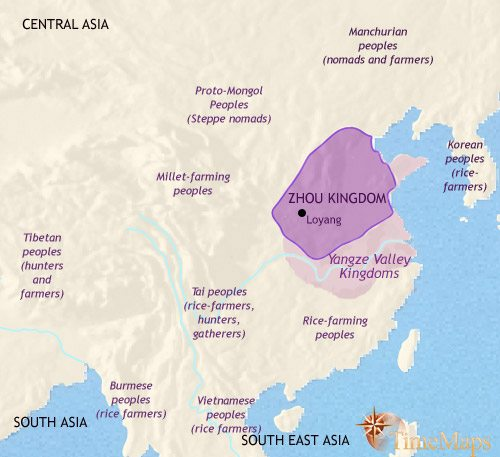 CENTRAL ASIA
Manchurian
peoples
(nomads and farmers)
Proto-Mongol
Peoples
(Steppe nomads)
Korean
peoples
(rice-
farmers)
Millet-farming
peoples
ZHOU KINGDOM
Loyang
Tibetan
peoples
(hunters
and
farmers)
Yangze Valley
Kingdoms
Tai peoples
(rice-farmers,
hunters,
gatherers)
Rice-farming
peoples
Burmese
peoples
(rice farmers)
Vietnamese
peoples
(rice farmers)
SOUTH ASIA
SOUTH EAST ASIA
TimeMaps